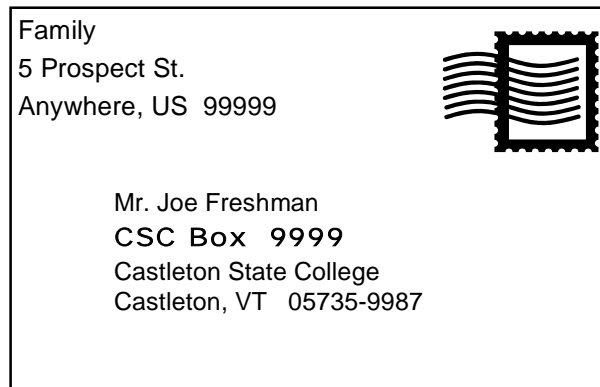 Family
5 Prospect St.
Anywhere, US  99999
Mr. Joe Freshman
CSC Box  9999
Castleton State College
Castleton, VT  05735-9987